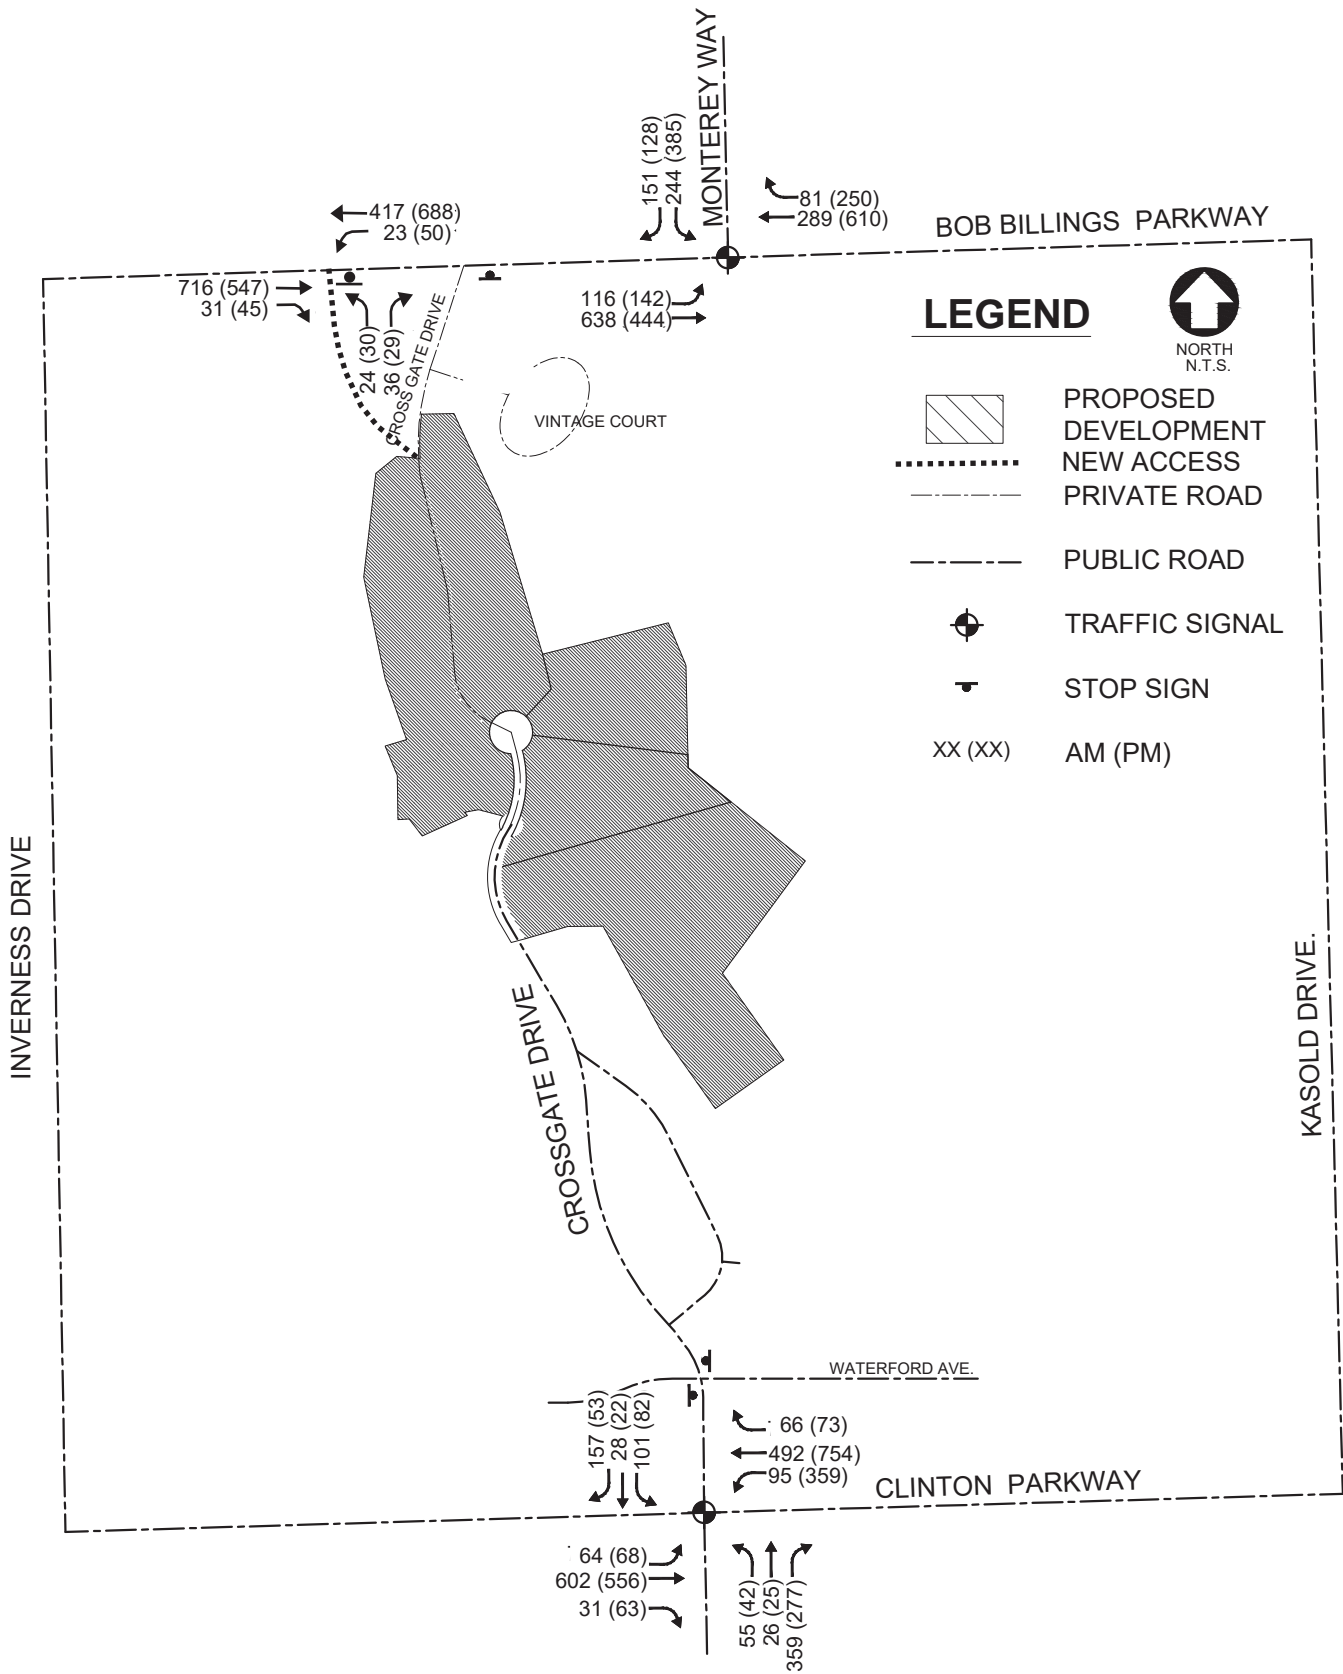 MONTEREY WAY
151 (128)
244 (385)
81 (250)
289 (610)
417 (688)
23 (50)
BOB BILLINGS PARKWAY
716 (547)
31 (45)
116 (142)
638 (444)
24 (30)
36 (29)
CROSS GATE DRIVE
VINTAGE COURT
LEGEND
NORTH
N.T.S.
PROPOSED
DEVELOPMENT
NEW ACCESS
PRIVATE ROAD
PUBLIC ROAD
TRAFFIC SIGNAL
STOP SIGN
XX (XX)
AM (PM)
INVERNESS DRIVE
KASOLD DRIVE.
CROSSGATE DRIVE
WATERFORD AVE.
157 (53)
28 (22)
101 (82)
66 (73)
492 (754)
95 (359)
CLINTON PARKWAY
64 (68)
602 (556)
31 (63)
55 (42)
26 (25)
359 (277)